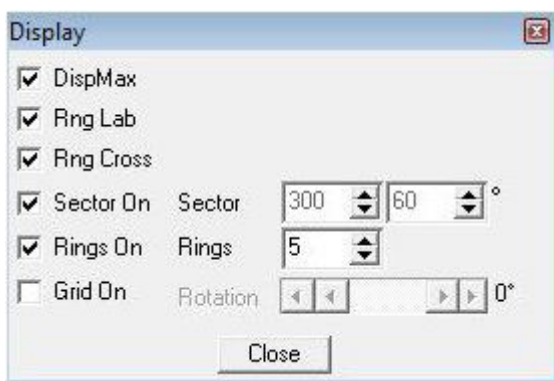 Display
DispMax
Rng Lab
Rng Cross
Sector On Sector 300 60 °
Rings On Rings 5
Grid On Rotation 0°
Close